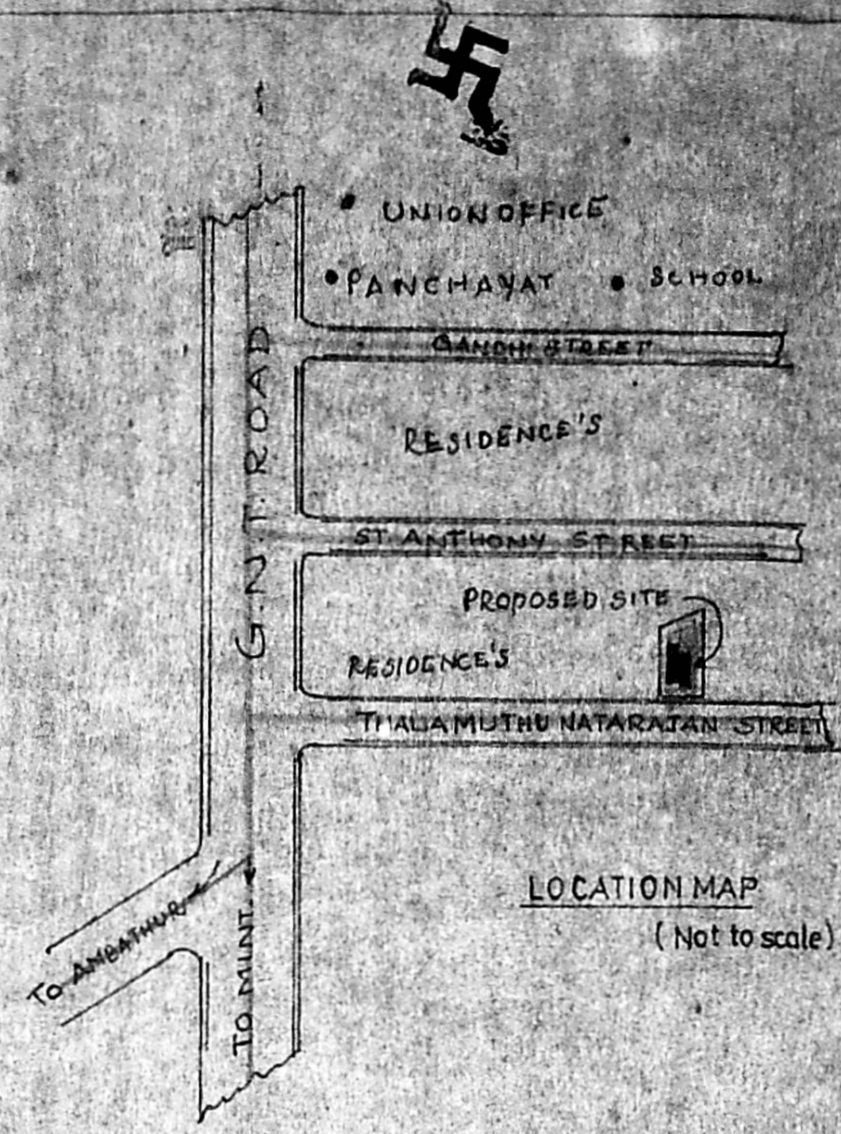 UNION OFFICE
PANCHAYAT
SCHOOL
GANDHI STREET
G.N.T. ROAD
RESIDENCE'S
ST ANTHONY STREET
PROPOSED SITE
RESIDENCE'S
THALAMUTHU NATARAJAN STREET
LOCATION MAP
(Not to scale)
TO AMBATHUR
TO MINT.